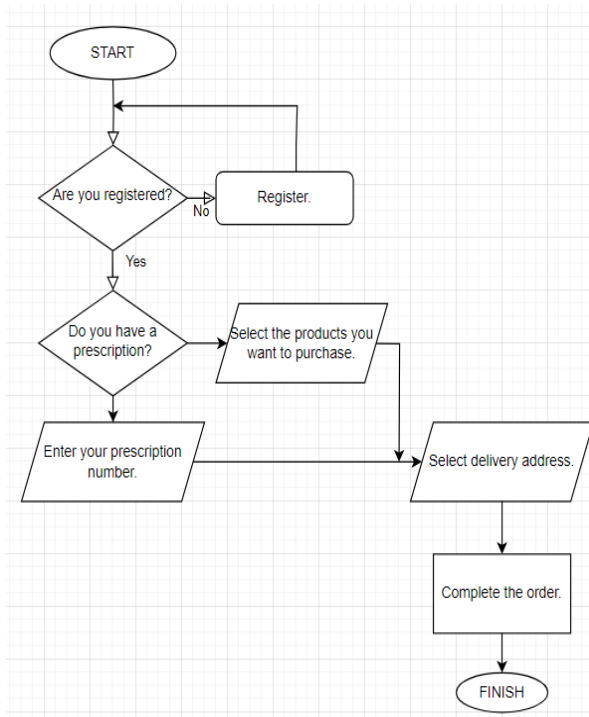 START
Are you registered?
No
Register.
Yes
Do you have a
prescription?
Select the products you
want to purchase.
Enter your prescription
number.
Select delivery address.
Complete the order.
FINISH